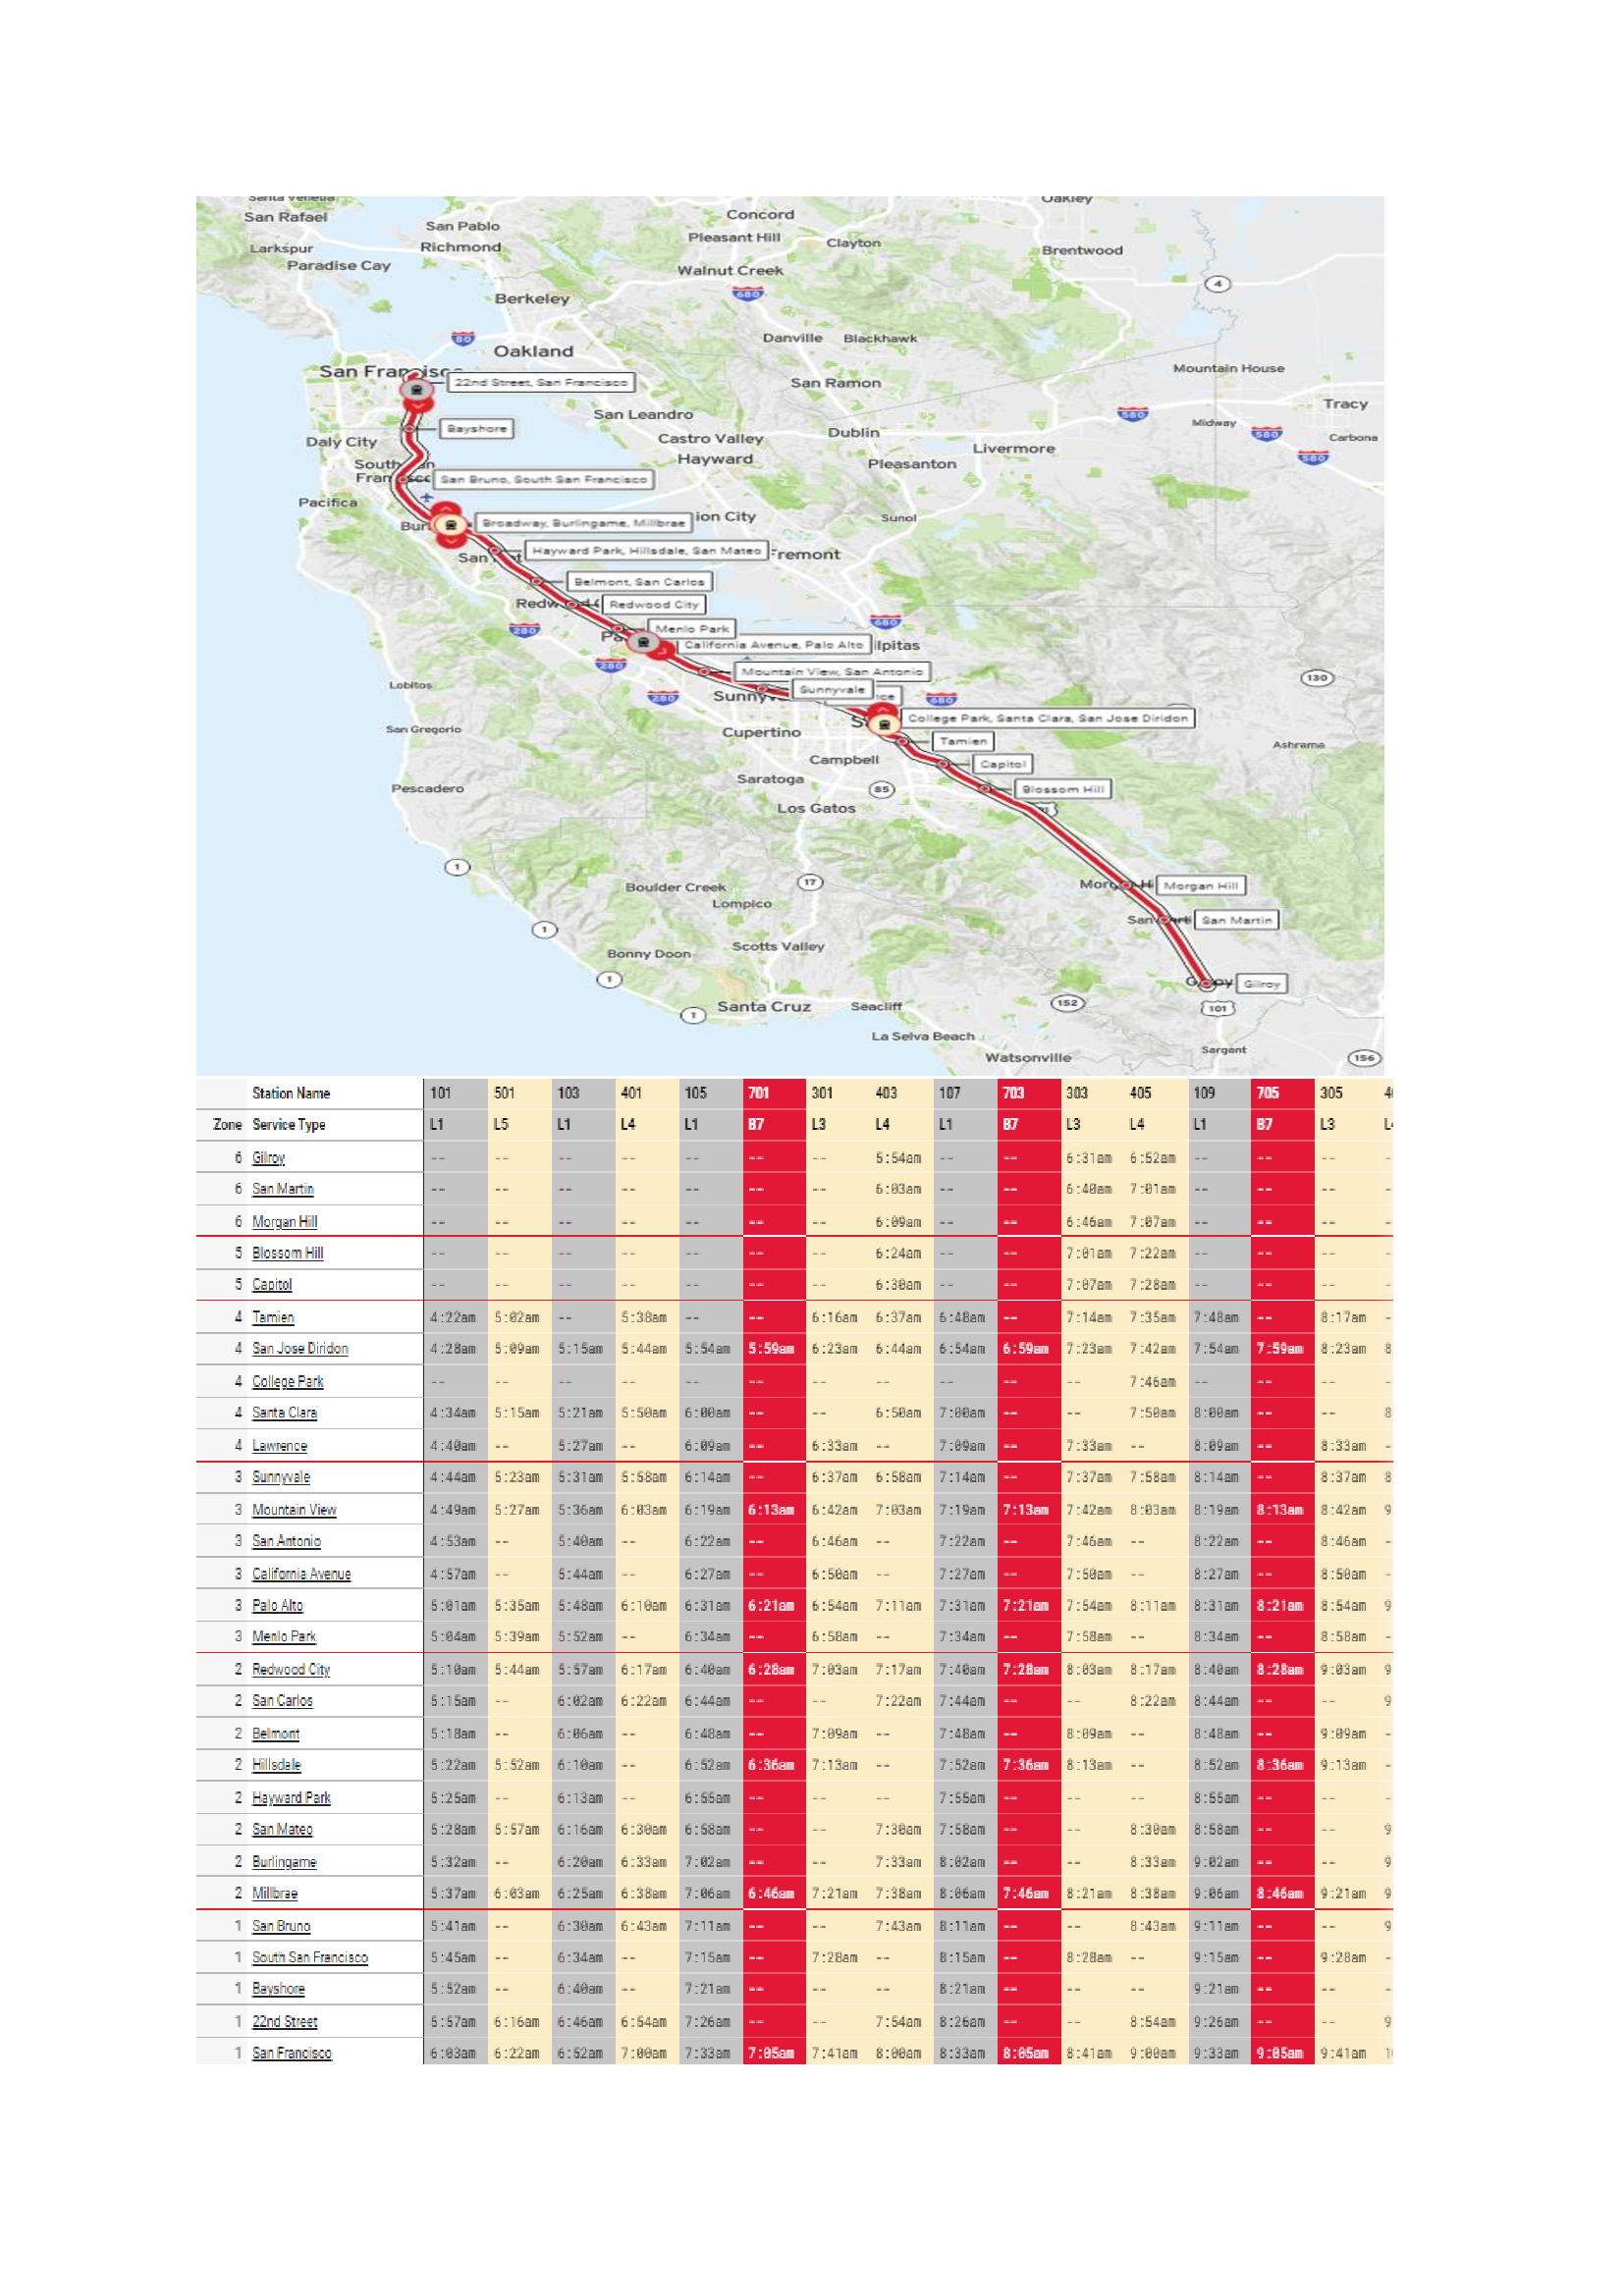 Santa Venetia
Oakley
San Rafael
Concord
San Pablo
Pleasant Hill
Clayton
Larkspur
Richmond
Brentwood
Paradise Cay
Walnut Creek
4
680
Berkeley
80
Danville
Blackhawk
Oakland
Mountain House
San Francisc
22nd Street, San Francisco
San Ramon
Tracy
San Leandro
580
Midway
580
Bayshore
Daly City
Castro Valley
Dublin
Carbona
Livermore
580
Hayward
Pleasanton
South
an
Fran
sco
San Bruno, South San Francisco
Pacifica
Sunol
Bur
Broadway, Burlingame, Millbrae
ion City
San
t
Hayward Park, Hillsdale, San Mateo
Fremont
Belmont, San Carlos
Redw
Redwood City
280
680
Menlo Park
Pa
California Avenue, Palo Alto
lpitas
280
Mountain View, San Antonio
130
Lobitos
280
Sunnyv
Sunnyvale
ce
680
S
College Park, Santa Clara, San Jose Diridon
San Gregorio
Cupertino
Tamien
Ashrama
Campbell
Capitol
Saratoga
Pescadero
85
Blossom Hill
Los Gatos
1
17
Boulder Creek
Morg
Hi
Morgan Hill
Lompico
San
arti
San Martin
1
Scotts Valley
Bonny Doon
1
G
oy
Gilroy
Santa Cruz
Seacliff
152
101
1
La Selva Beach
Sargent
Watsonville
156
Station Name 101 501 103 401 105 701 301 403 107 703 303 405 109 705 305 4
Zone Service Type L1 L5 L1 L4 L1 B7 L3 L4 L1 B7 L3 L4 L1 B7 L3 L
6 Gilroy -- -- -- -- -- -- -- 5:54am -- -- 6:31am 6:52am -- -- -- -
6 San Martin -- -- -- -- -- -- -- 6:03am -- -- 6:40am 7:01am -- -- -- -
6 Morgan Hill -- -- -- -- -- -- -- 6:09am -- -- 6:46am 7:07am -- -- -- -
5 Blossom Hill -- -- -- -- -- -- -- 6:24am -- -- 7:01am 7:22am -- -- -- -
5 Capitol -- -- -- -- -- -- -- 6:30am -- -- 7:07am 7:28am -- -- -- -
4 Tamien 4:22am 5:02am -- 5:38am -- -- 6:16am 6:37am 6:48am -- 7:14am 7:35am 7:48am -- 8:17am -
4 San Jose Diridon 4:28am 5:09am 5:15am 5:44am 5:54am 5:59am 6:23am 6:44am 6:54am 6:59am 7:23am 7:42am 7:54am 7:59am 8:23am 8
4 College Park -- -- -- -- -- -- -- -- -- -- -- 7:46am -- -- -- -
4 Santa Clara 4:34am 5:15am 5:21am 5:50am 6:00am -- -- 6:50am 7:00am -- -- 7:50am 8:00am -- -- 8
4 Lawrence 4:40am -- 5:27am -- 6:09am -- 6:33am -- 7:09am -- 7:33am -- 8:09am -- 8:33am -
3 Sunnyvale 4:44am 5:23am 5:31am 5:58am 6:14am -- 6:37am 6:58am 7:14am -- 7:37am 7:58am 8:14am -- 8:37am 8
3 Mountain View 4:49am 5:27am 5:36am 6:03am 6:19am 6:13am 6:42am 7:03am 7:19am 7:13am 7:42am 8:03am 8:19am 8:13am 8:42am 9
3 San Antonio 4:53am -- 5:40am -- 6:22am -- 6:46am -- 7:22am -- 7:46am -- 8:22am -- 8:46am -
3 California Avenue 4:57am -- 5:44am -- 6:27am -- 6:50am -- 7:27am -- 7:50am -- 8:27am -- 8:50am -
3 Palo Alto 5:01am 5:35am 5:48am 6:10am 6:31am 6:21am 6:54am 7:11am 7:31am 7:21am 7:54am 8:11am 8:31am 8:21am 8:54am 9
3 Menlo Park 5:04am 5:39am 5:52am -- 6:34am -- 6:58am -- 7:34am -- 7:58am -- 8:34am -- 8:58am -
2 Redwood City 5:10am 5:44am 5:57am 6:17am 6:40am 6:28am 7:03am 7:17am 7:40am 7:28am 8:03am 8:17am 8:40am 8:28am 9:03am 9
2 San Carlos 5:15am -- 6:02am 6:22am 6:44am -- -- 7:22am 7:44am -- -- 8:22am 8:44am -- -- 9
2 Belmont 5:18am -- 6:06am -- 6:48am -- 7:09am -- 7:48am -- 8:09am -- 8:48am -- 9:09am -
2 Hillsdale 5:22am 5:52am 6:10am -- 6:52am 6:36am 7:13am -- 7:52am 7:36am 8:13am -- 8:52am 8:36am 9:13am -
2 Hayward Park 5:25am -- 6:13am -- 6:55am -- -- -- 7:55am -- -- -- 8:55am -- -- -
2 San Mateo 5:28am 5:57am 6:16am 6:30am 6:58am -- -- 7:30am 7:58am -- -- 8:30am 8:58am -- -- 9
2 Burlingame 5:32am -- 6:20am 6:33am 7:02am -- -- 7:33am 8:02am -- -- 8:33am 9:02am -- -- 9
2 Millbrae 5:37am 6:03am 6:25am 6:38am 7:06am 6:46am 7:21am 7:38am 8:06am 7:46am 8:21am 8:38am 9:06am 8:46am 9:21am 9
1 San Bruno 5:41am -- 6:30am 6:43am 7:11am -- -- 7:43am 8:11am -- -- 8:43am 9:11am -- -- 9
1 South San Francisco 5:45am -- 6:34am -- 7:15am -- 7:28am -- 8:15am -- 8:28am -- 9:15am -- 9:28am -
1 Bayshore 5:52am -- 6:40am -- 7:21am -- -- -- 8:21am -- -- -- 9:21am -- -- -
1 22nd Street 5:57am 6:16am 6:46am 6:54am 7:26am -- -- 7:54am 8:26am -- -- 8:54am 9:26am -- -- 9
1 San Francisco 6:03am 6:22am 6:52am 7:00am 7:33am 7:05am 7:41am 8:00am 8:33am 8:05am 8:41am 9:00am 9:33am 9:05am 9:41am 1